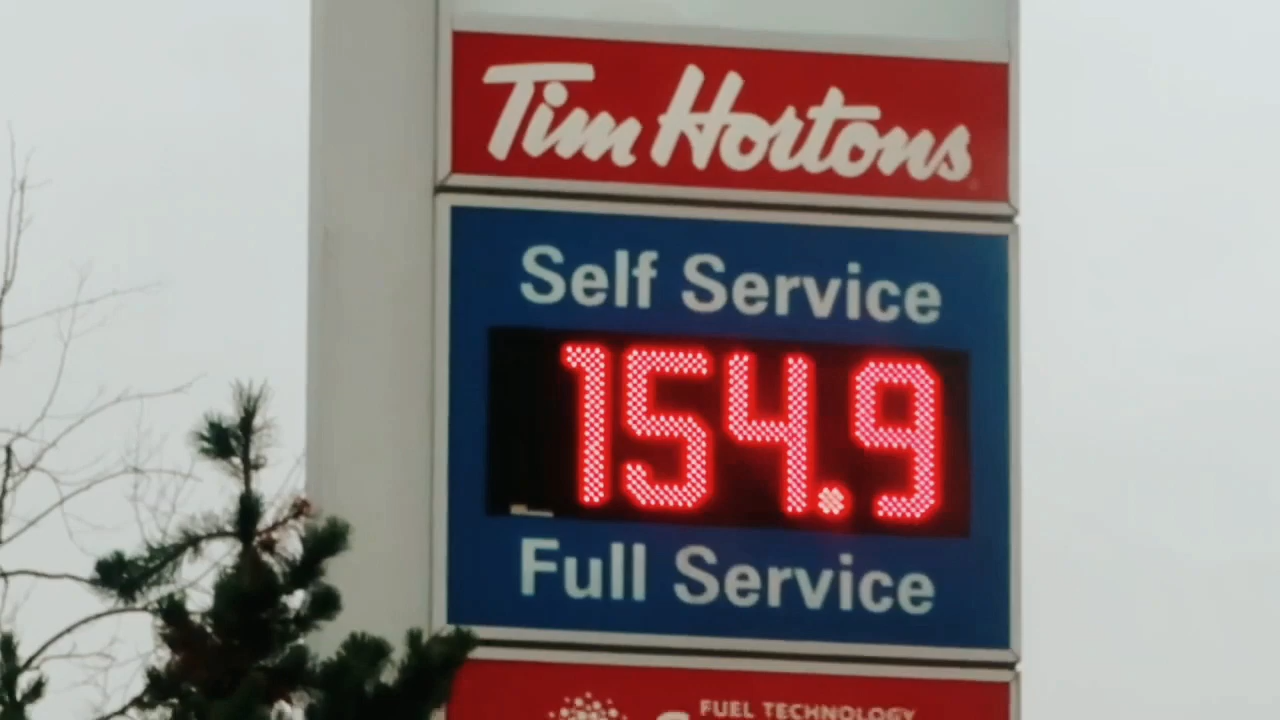 Tim Hortons
Self Service
154.9
Full Service
FUEL TECHNOLOGY